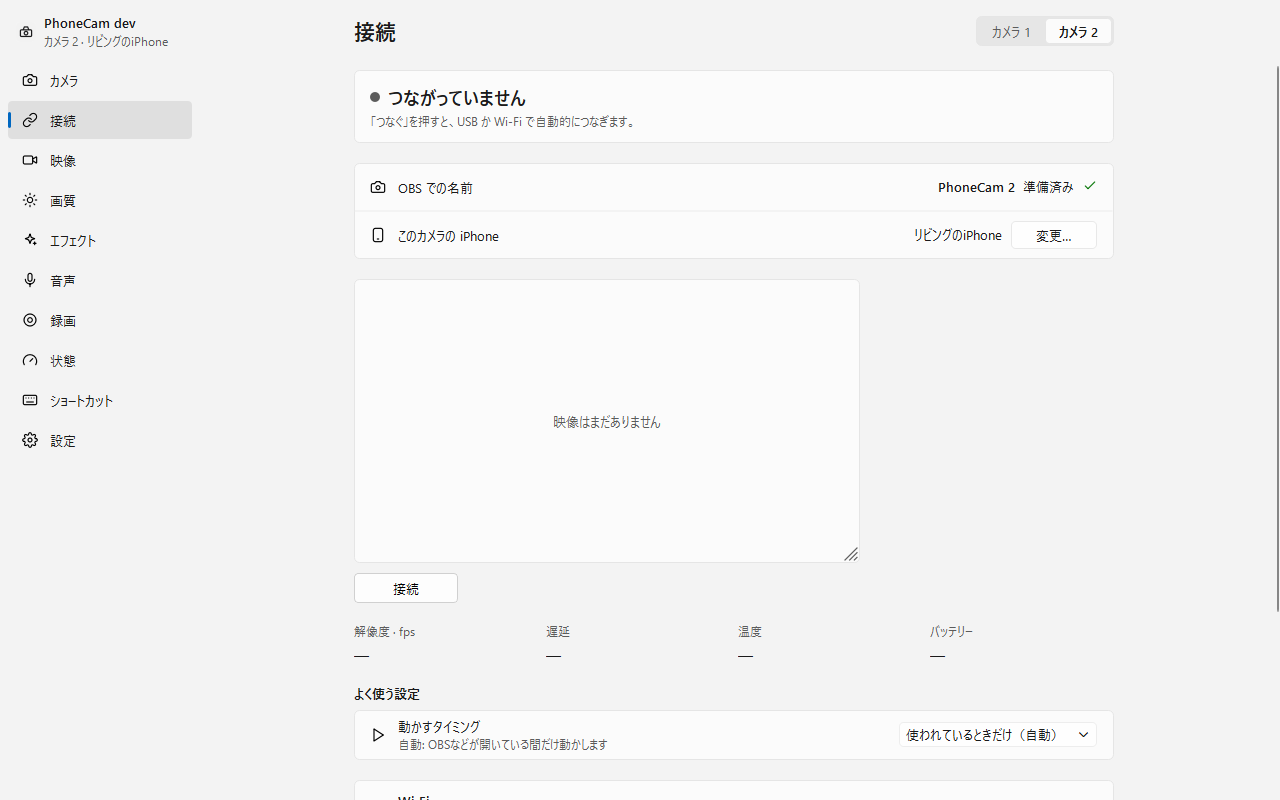 PhoneCam dev
カメラ 2 · リビングのiPhone
カメラ
接続
映像
画質
エフェクト
音声
録画
状態
ショートカット
設定
接続
カメラ 1
カメラ 2
つながっていません
「つなぐ」を押すと、USB か Wi-Fi で自動的につなぎます。
OBS での名前
PhoneCam 2 準備済み
このカメラの iPhone
リビングのiPhone
変更...
映像はまだありません
接続
解像度 · fps
遅延
温度
バッテリー
—
—
—
—
よく使う設定
動かすタイミング
自動: OBSなどが開いている間だけ動かします
使われているときだけ（自動）
Wi-Fi